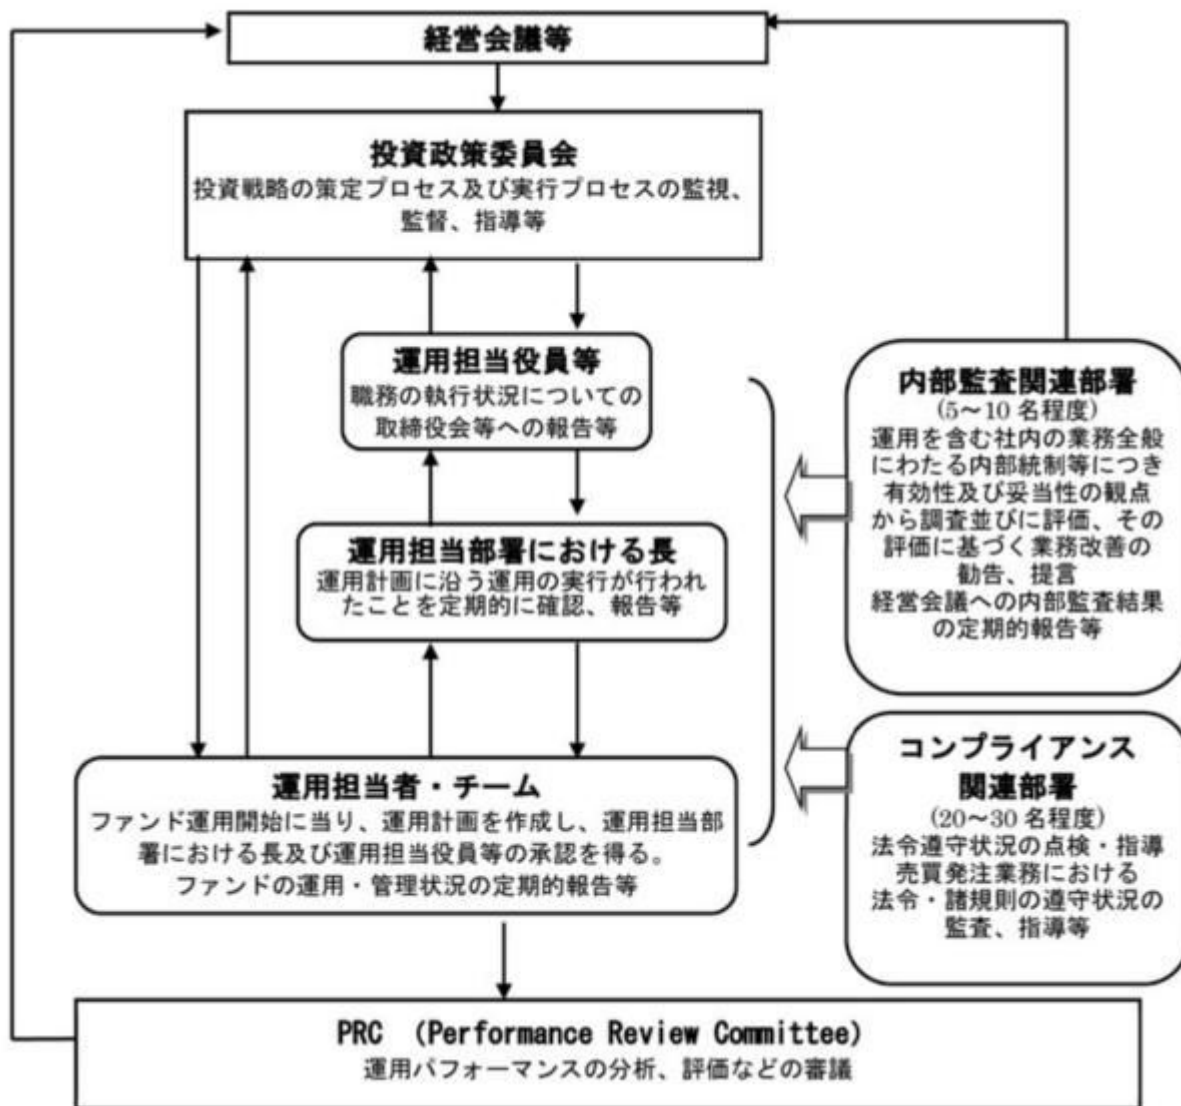 経営会議等
投資政策委員会
投資戦略の策定プロセス及び実行プロセスの監視、
監督、指導等
運用担当役員等
職務の執行状況についての
取締役会等への報告等
運用担当部署における長
運用計画に沿う運用の実行が行われ
たことを定期的に確認、報告等
運用担当者・チーム
ファンド運用開始に当り、運用計画を作成し、運用担当部
署における長及び運用担当役員等の承認を得る。
ファンドの運用・管理状況の定期的報告等
内部監査関連部署
(5～10 名程度)
運用を含む社内の業務全般
にわたる内部統制等につき
有効性及び妥当性の観点
から調査並びに評価、その
評価に基づく業務改善の
勧告、提言
経営会議への内部監査結果
の定期的報告等
コンプライアンス
関連部署
(20～30 名程度)
法令遵守状況の点検・指導
売買発注業務における
法令・諸規則の遵守状況の
監査、指導等
PRC (Performance Review Committee)
運用パフォーマンスの分析、評価などの審議